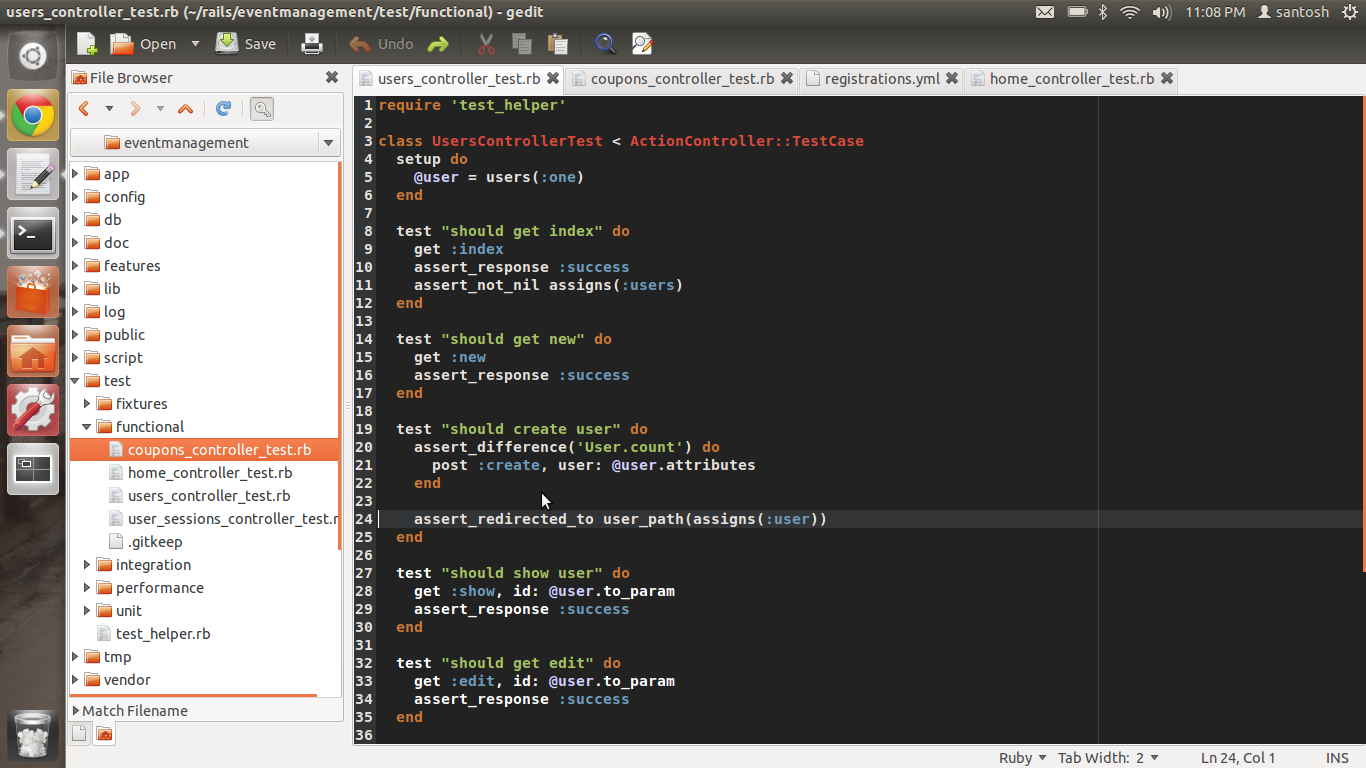 users_controller_test.rb (~/rails/eventmanagement/test/functional) - gedit
11:08 PM santosh
Open Save Undo
File Browser
users_controller_test.rb coupons_controller_test.rb registrations.yml home_controller_test.rb
eventmanagement
app
config
db
doc
features
lib
log
public
script
test
fixtures
functional
coupons_controller_test.rb
home_controller_test.rb
users_controller_test.rb
user_sessions_controller_test.r
.gitkeep
integration
performance
unit
test_helper.rb
tmp
vendor
Match Filename
1 require 'test_helper'
2
3 class UsersControllerTest < ActionController::TestCase
4   setup do
5     @user = users(:one)
6   end
7
8   test "should get index" do
9     get :index
10     assert_response :success
11     assert_not_nil assigns(:users)
12   end
13
14   test "should get new" do
15     get :new
16     assert_response :success
17   end
18
19   test "should create user" do
20     assert_difference('User.count') do
21       post :create, user: @user.attributes
22     end
23
24     assert_redirected_to user_path(assigns(:user))
25   end
26
27   test "should show user" do
28     get :show, id: @user.to_param
29     assert_response :success
30   end
31
32   test "should get edit" do
33     get :edit, id: @user.to_param
34     assert_response :success
35   end
36
Ruby Tab Width: 2 Ln 24, Col 1 INS